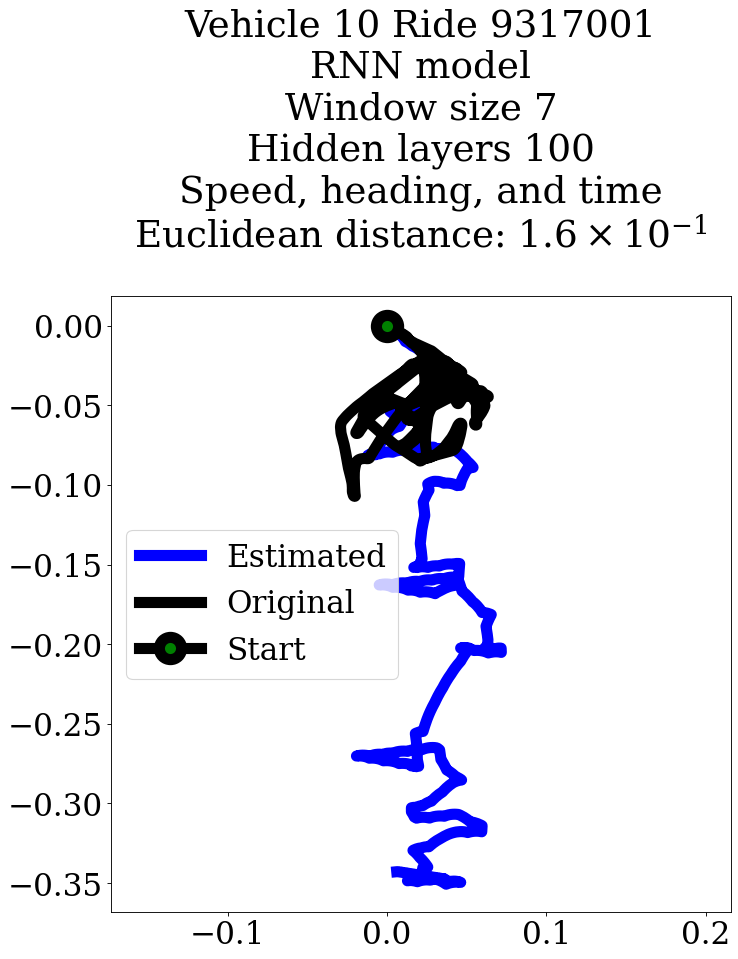 Vehicle 10 Ride 9317001
RNN model
Window size 7
Hidden layers 100
Speed, heading, and time
Euclidean distance: 1.6 × 10⁻¹
0.00
−0.05
−0.10
−0.15
−0.20
−0.25
−0.30
−0.35
Estimated
Original
Start
−0.1 0.0 0.1 0.2